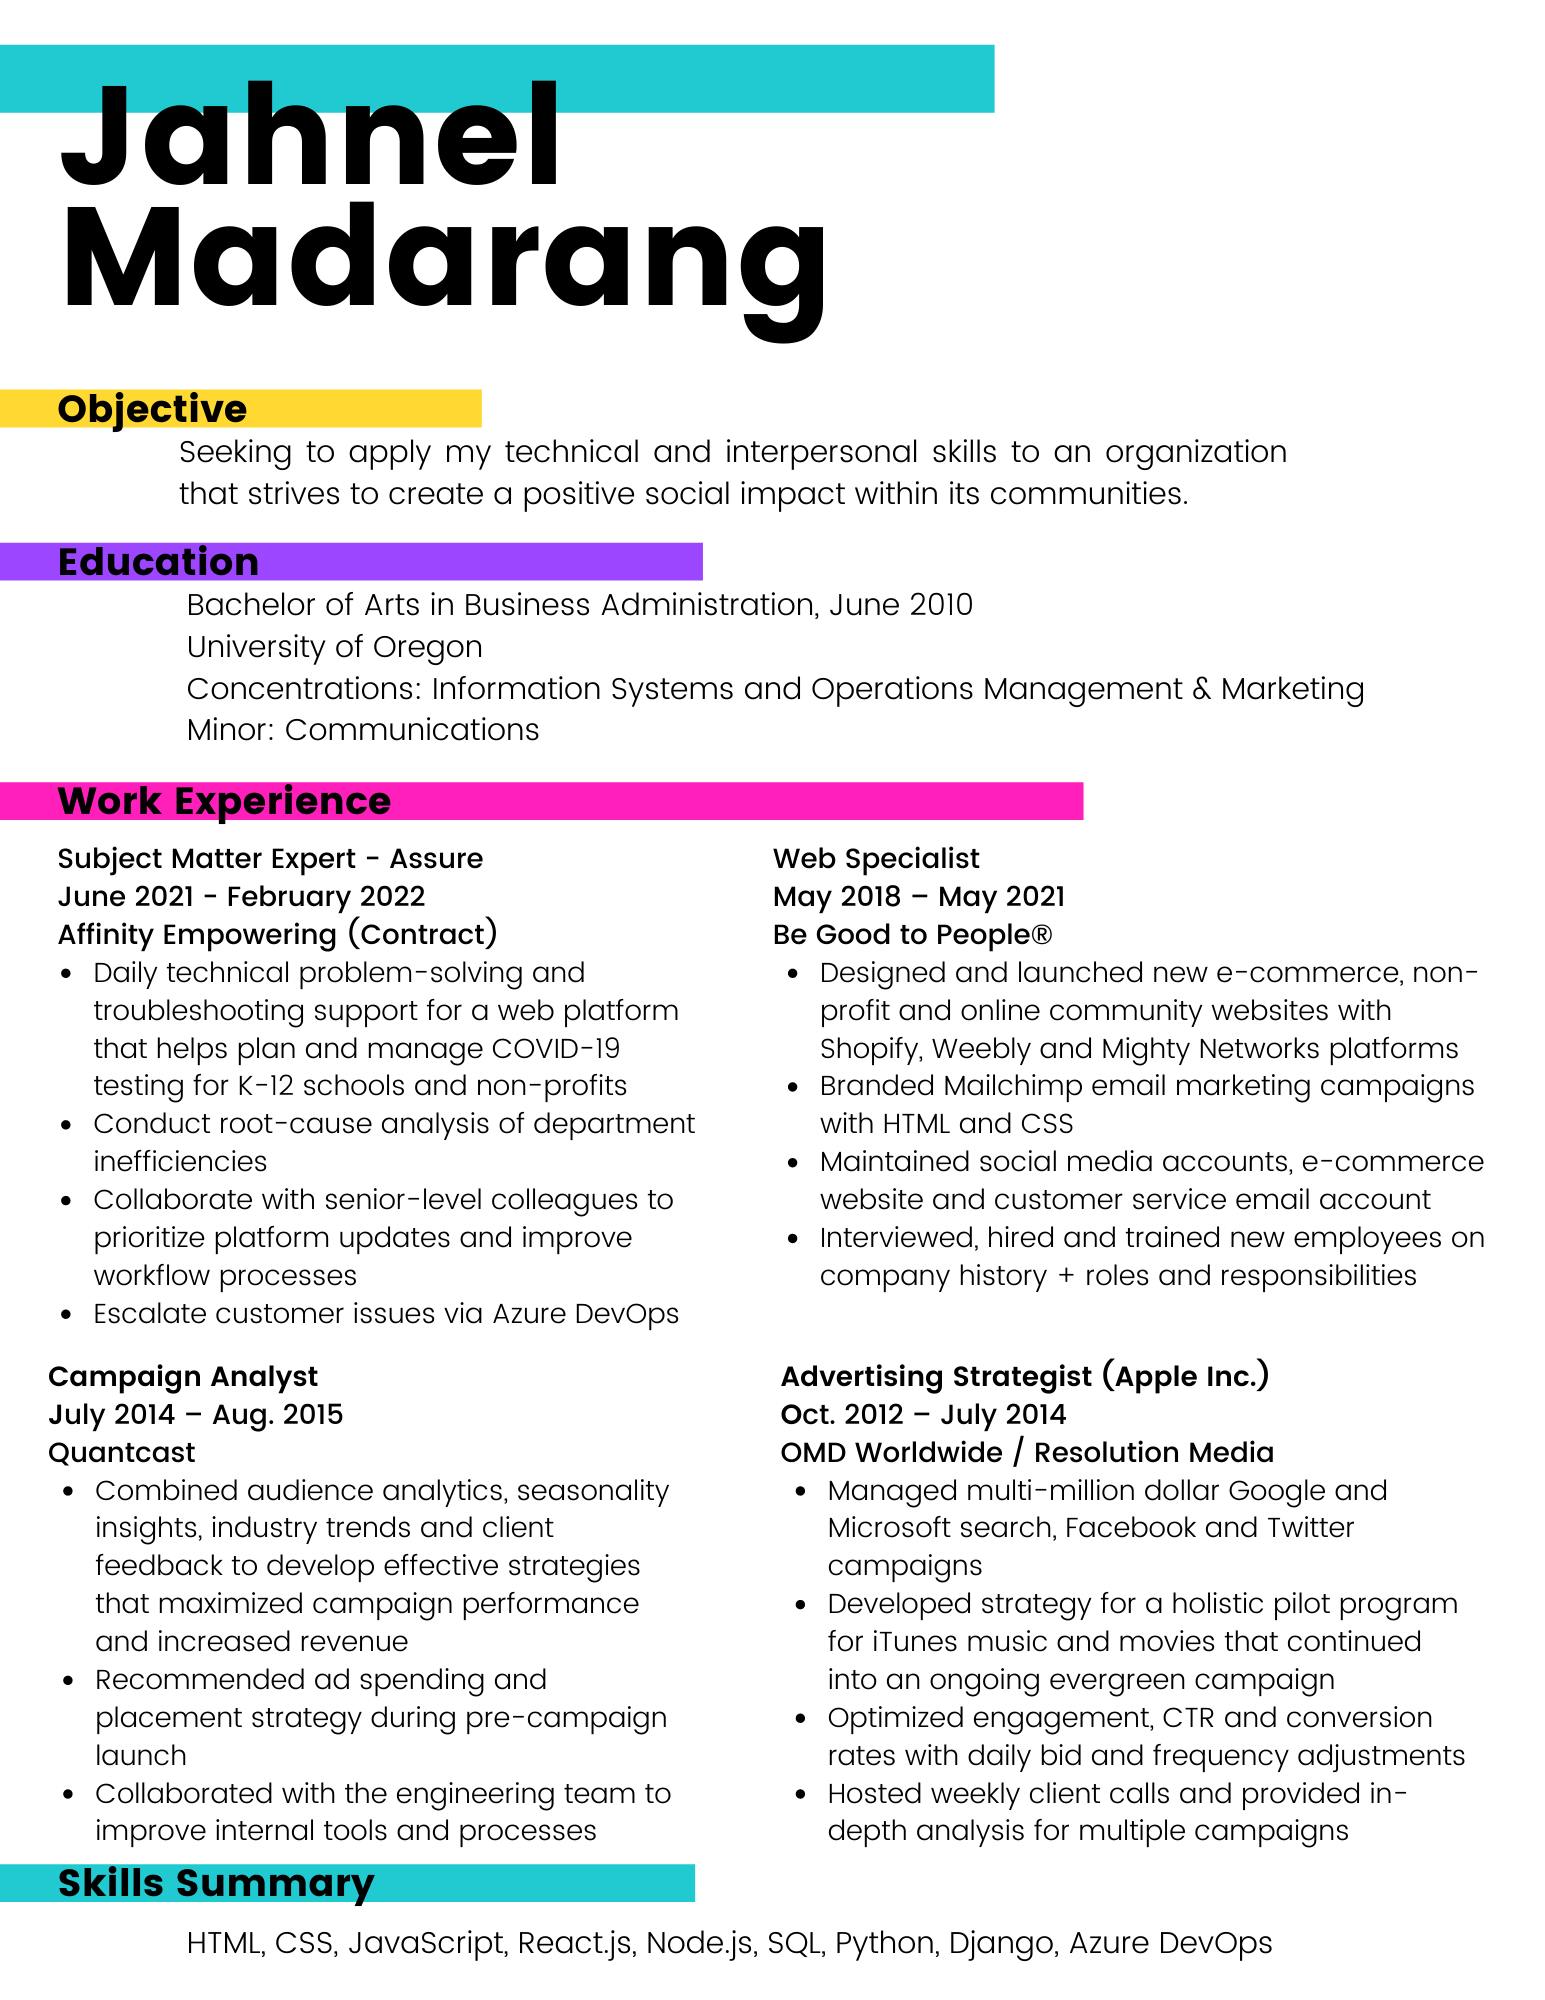 Jahnel
Madarang
Objective
Seeking to apply my technical and interpersonal skills to an organization
that strives to create a positive social impact within its communities.
Education
Bachelor of Arts in Business Administration, June 2010
University of Oregon
Concentrations: Information Systems and Operations Management & Marketing
Minor: Communications
Work Experience
Subject Matter Expert - Assure
June 2021 - February 2022
Affinity Empowering (Contract)
• Daily technical problem-solving and
troubleshooting support for a web platform
that helps plan and manage COVID-19
testing for K-12 schools and non-profits
• Conduct root-cause analysis of department
inefficiencies
• Collaborate with senior-level colleagues to
prioritize platform updates and improve
workflow processes
• Escalate customer issues via Azure DevOps
Web Specialist
May 2018 – May 2021
Be Good to People®
• Designed and launched new e-commerce, non-
profit and online community websites with
Shopify, Weebly and Mighty Networks platforms
• Branded Mailchimp email marketing campaigns
with HTML and CSS
• Maintained social media accounts, e-commerce
website and customer service email account
• Interviewed, hired and trained new employees on
company history + roles and responsibilities
Campaign Analyst
July 2014 – Aug. 2015
Quantcast
• Combined audience analytics, seasonality
insights, industry trends and client
feedback to develop effective strategies
that maximized campaign performance
and increased revenue
• Recommended ad spending and
placement strategy during pre-campaign
launch
• Collaborated with the engineering team to
improve internal tools and processes
Advertising Strategist (Apple Inc.)
Oct. 2012 – July 2014
OMD Worldwide / Resolution Media
• Managed multi-million dollar Google and
Microsoft search, Facebook and Twitter
campaigns
• Developed strategy for a holistic pilot program
for iTunes music and movies that continued
into an ongoing evergreen campaign
• Optimized engagement, CTR and conversion
rates with daily bid and frequency adjustments
• Hosted weekly client calls and provided in-
depth analysis for multiple campaigns
Skills Summary
HTML, CSS, JavaScript, React.js, Node.js, SQL, Python, Django, Azure DevOps